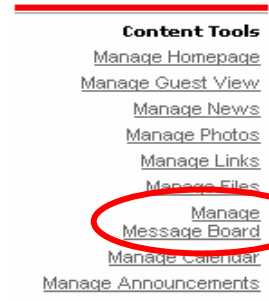 Content Tools
Manage Homepage
Manage Guest View
Manage News
Manage Photos
Manage Links
Manage Files
Manage
Message Board
Manage Calendar
Manage Announcements